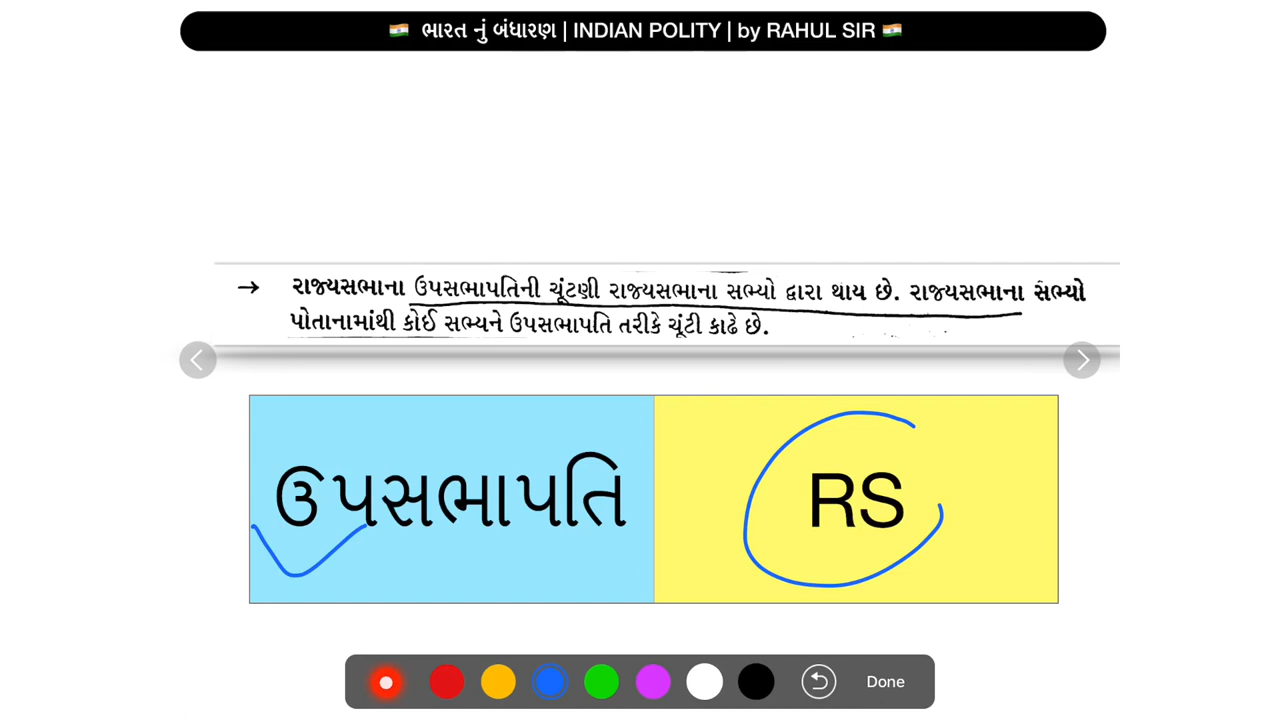 🇮🇳 ભારત નું બંધારણ | INDIAN POLITY | by RAHUL SIR 🇮🇳
→ રાજ્યસભાના ઉપસભાપતિની ચૂંટણી રાજ્યસભાના સભ્યો દ્વારા થાય છે. રાજ્યસભાના સભ્યો
પોતાનામાંથી કોઈ સભ્યને ઉપસભાપતિ તરીકે ચૂંટી કાઢે છે.
ઉપસભાપતિ RS
Done